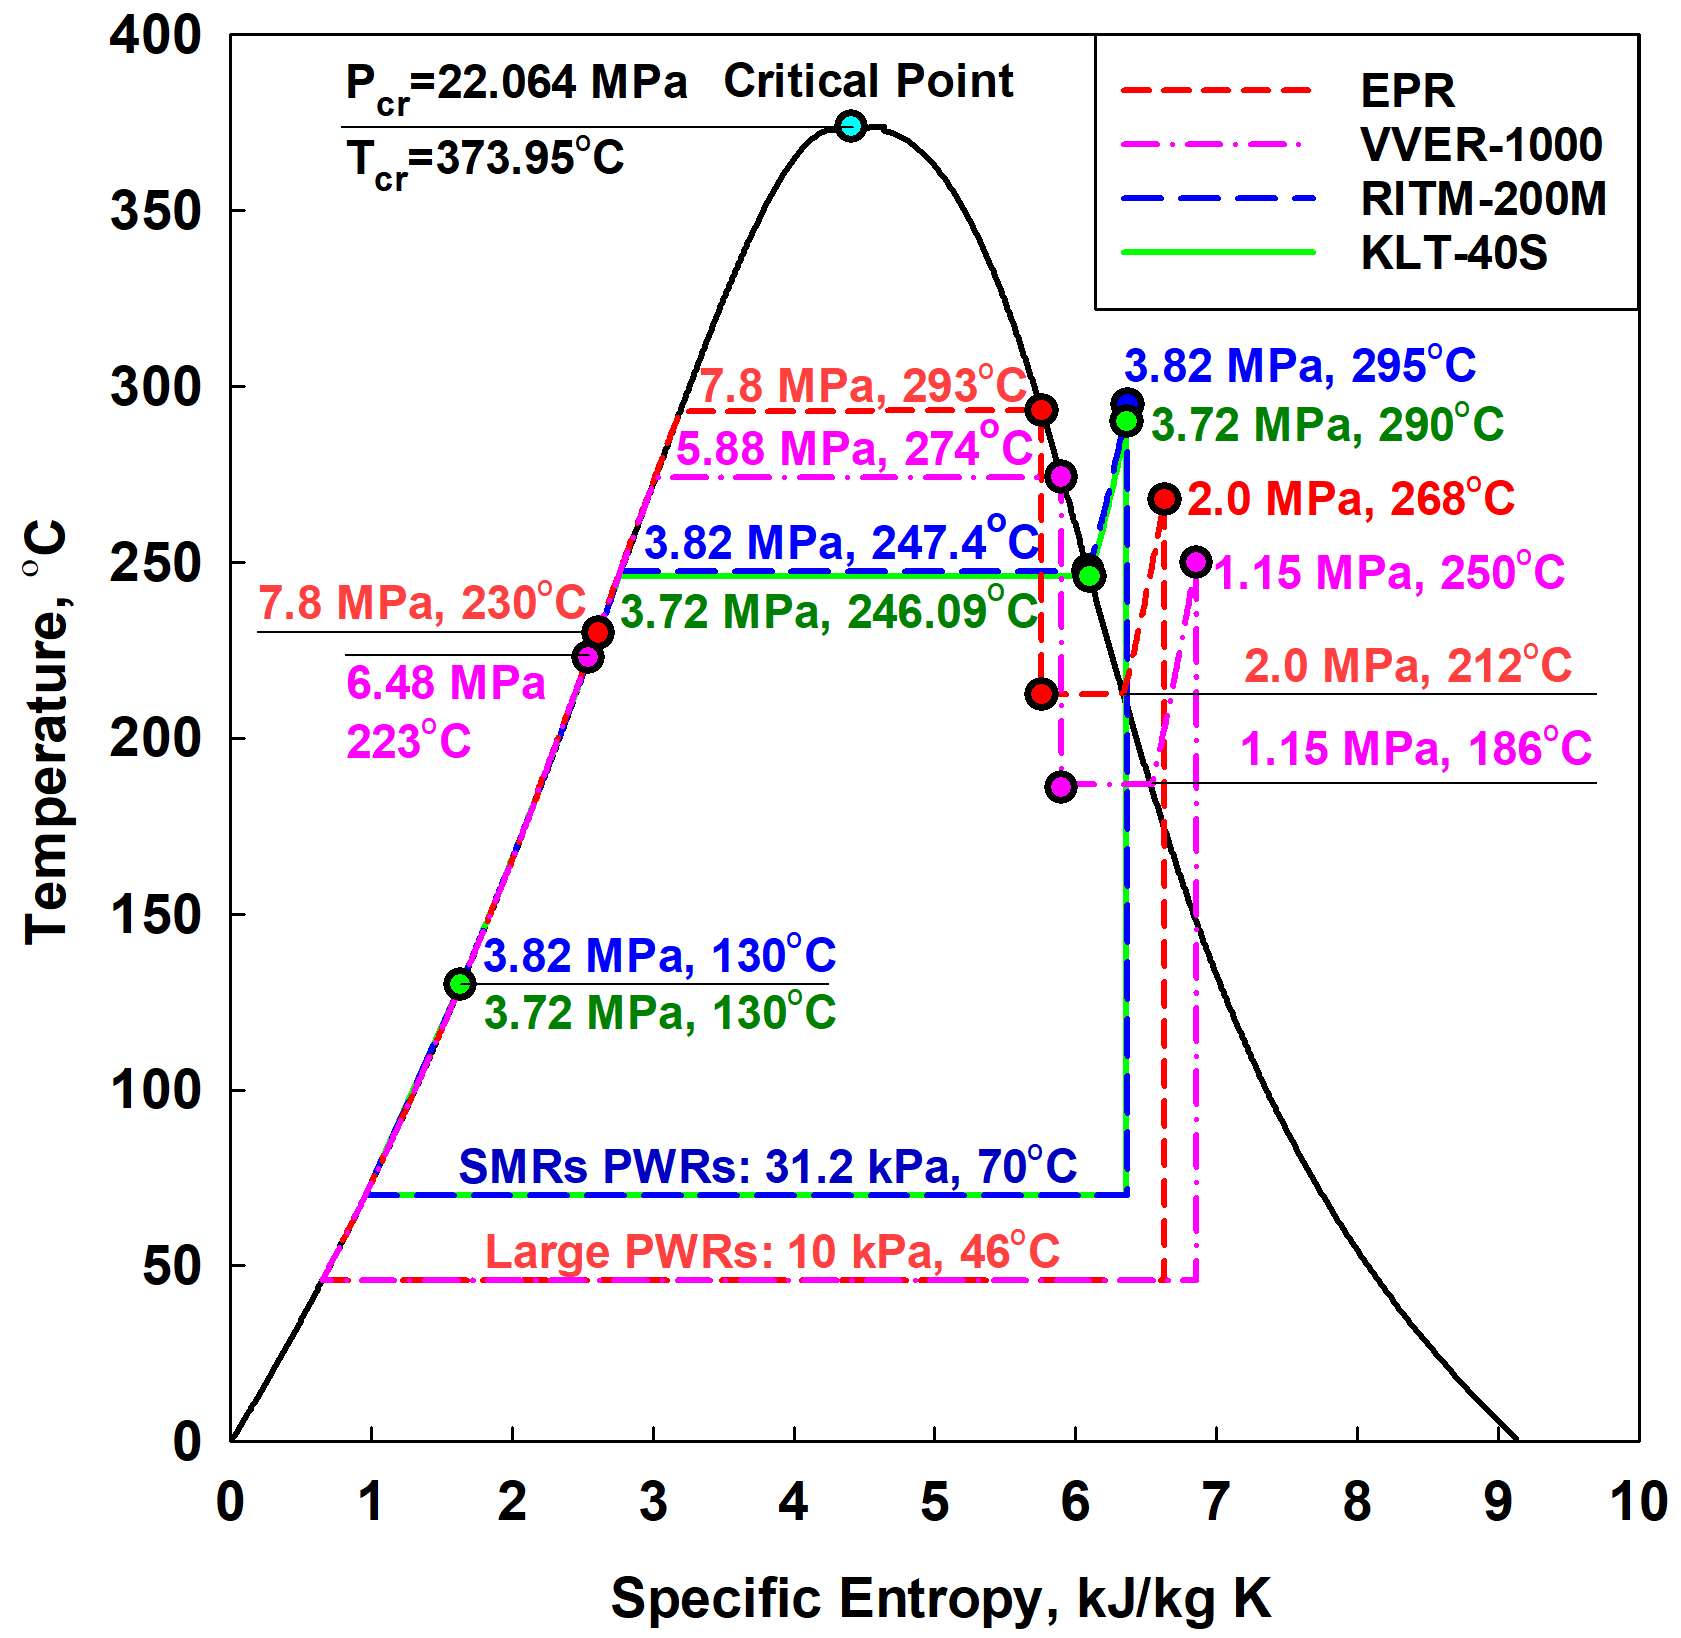 400
350
300
250
200
150
100
50
0
Temperature, °C
P_cr=22.064 MPa Critical Point
T_cr=373.95°C
EPR
VVER-1000
RITM-200M
KLT-40S
3.82 MPa, 295°C
7.8 MPa, 293°C
3.72 MPa, 290°C
5.88 MPa, 274°C
2.0 MPa, 268°C
3.82 MPa, 247.4°C
1.15 MPa, 250°C
7.8 MPa, 230°C
3.72 MPa, 246.09°C
6.48 MPa
223°C
2.0 MPa, 212°C
1.15 MPa, 186°C
3.82 MPa, 130°C
3.72 MPa, 130°C
SMRs PWRs: 31.2 kPa, 70°C
Large PWRs: 10 kPa, 46°C
0 1 2 3 4 5 6 7 8 9 10
Specific Entropy, kJ/kg K